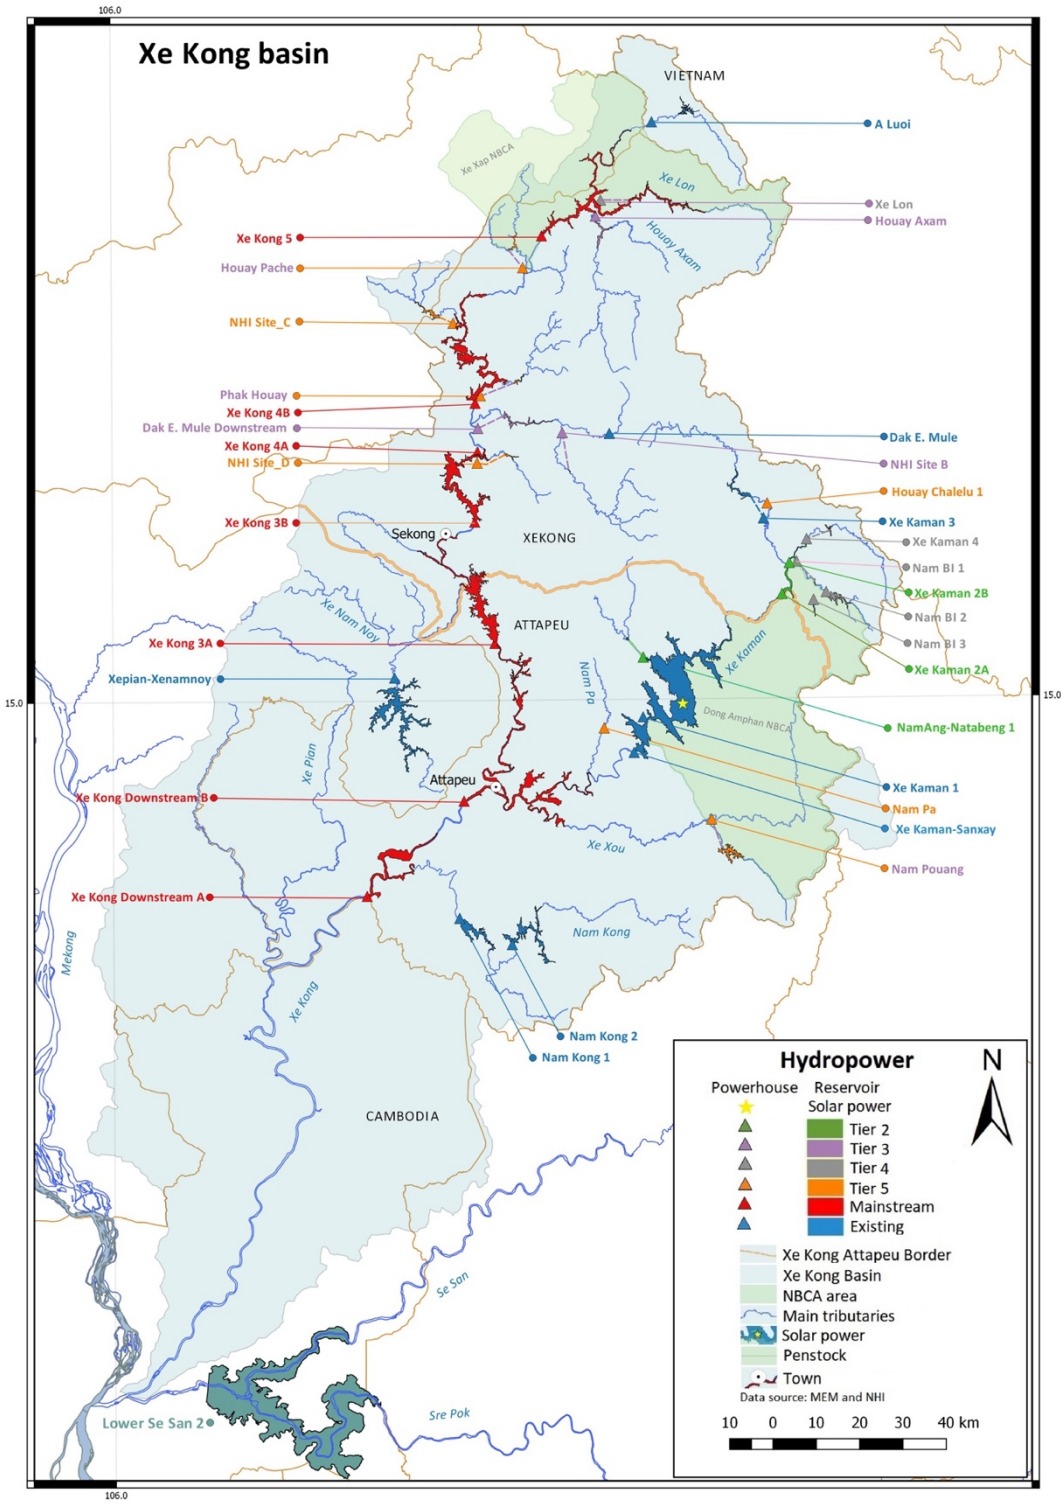 106.0
Xe Kong basin
VIETNAM
A Luoi
Xe Xap NBCA
Xe Lon
Xe Lon
Houay Axam
Houay Axam
Xe Kong 5
Houay Pache
NHI Site_C
Phak Houay
Xe Kong 4B
Dak E. Mule Downstream
Dak E. Mule
Xe Kong 4A
NHI Site_D
NHI Site B
Houay Chalelu 1
Xe Kong 3B
Xe Kaman 3
Sekong
XEKONG
Xe Kaman 4
Nam BI 1
Xe Kaman 2B
Xe Nam Noy
ATTAPEU
Nam BI 2
Xe Kong 3A
Xe Kaman
Nam BI 3
Xe Kaman 2A
Xepian-Xenamnoy
Nam Pa
15.0
15.0
Dong Amphan NBCA
NamAng-Natabeng 1
Xe Pian
Attapeu
Xe Kaman 1
Xe Kong Downstream B
Nam Pa
Xe Kaman-Sanxay
Xe Xou
Nam Pouang
Xe Kong Downstream A
Mekong
Nam Kong
Xe Kong
Nam Kong 2
Nam Kong 1
CAMBODIA
Se San
Lower Se San 2
Sre Pok
Hydropower
N
Powerhouse Reservoir
Solar power
Tier 2
Tier 3
Tier 4
Tier 5
Mainstream
Existing
Xe Kong Attapeu Border
Xe Kong Basin
NBCA area
Main tributaries
Solar power
Penstock
Town
Data source: MEM and NHI
10 0 10 20 30 40 km
106.0